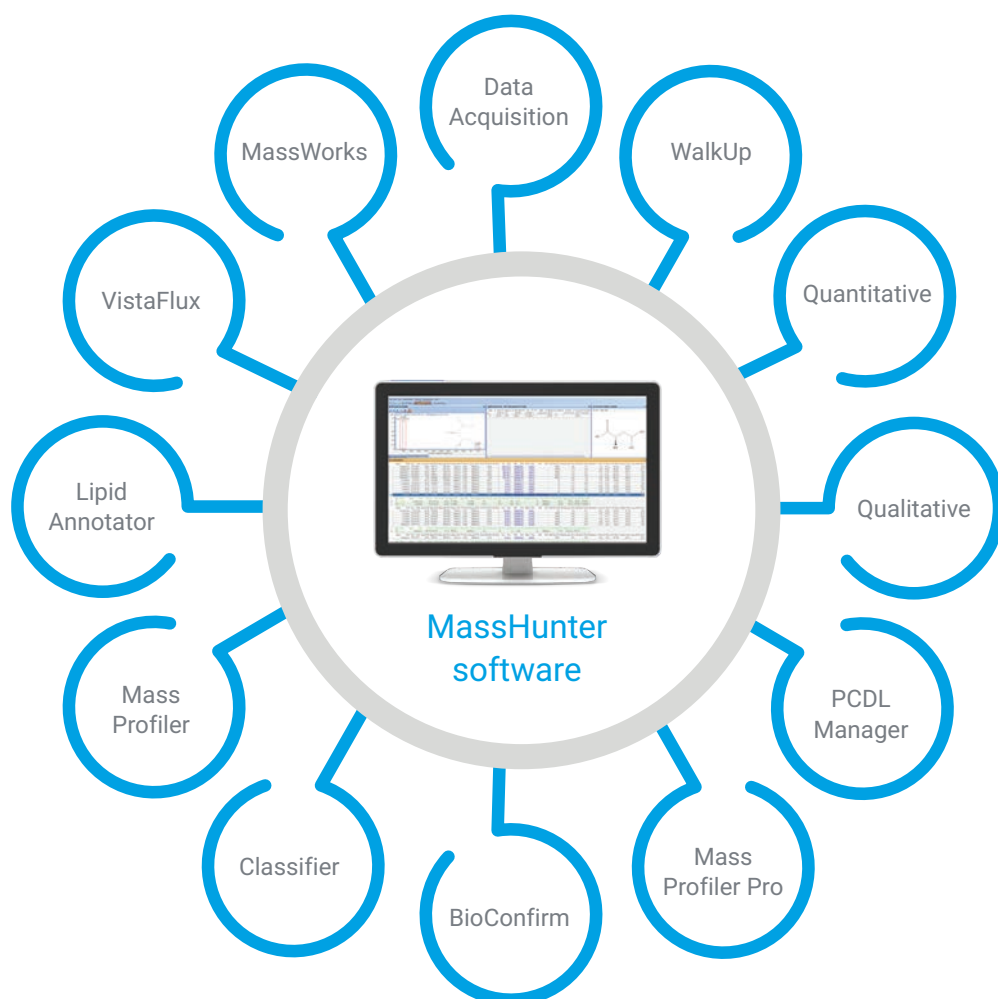 Data
Acquisition
WalkUp
Quantitative
Qualitative
PCDL
Manager
Mass
Profiler Pro
BioConfirm
Classifier
Mass
Profiler
Lipid
Annotator
VistaFlux
MassWorks
MassHunter
software